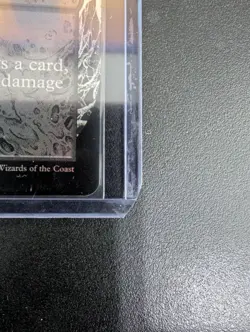 s a card,
damage
Wizards of the Coast